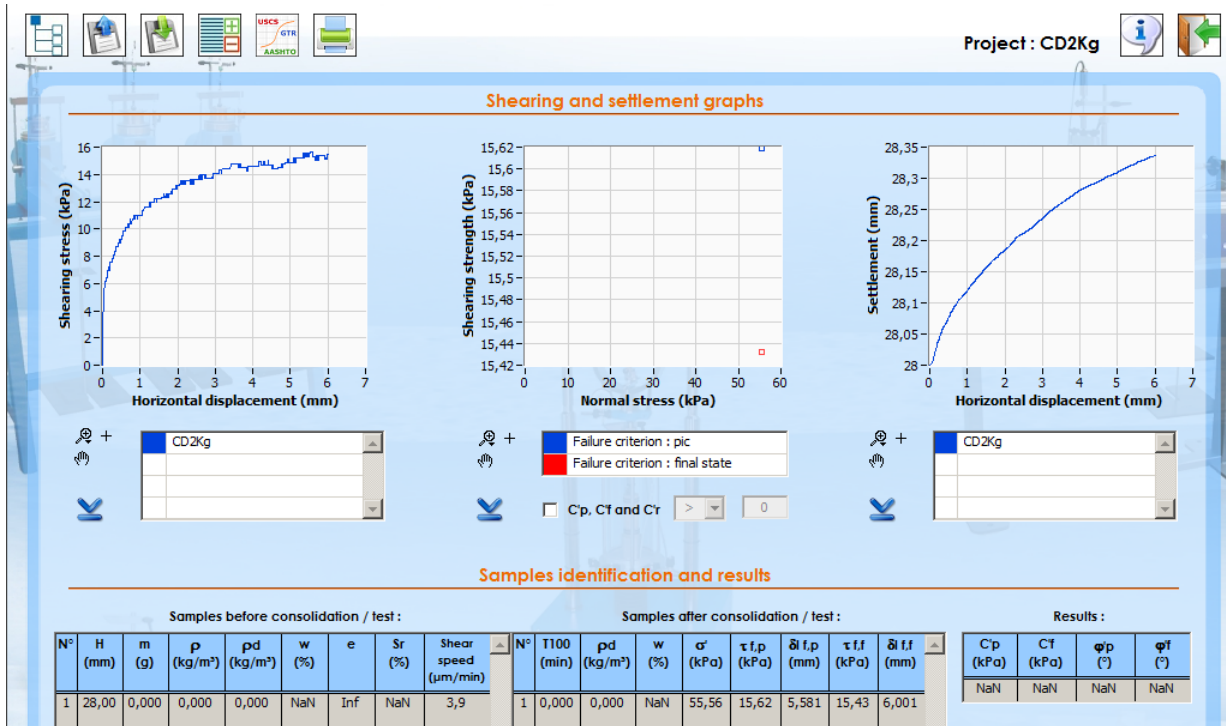 USCS
GTR
AASHTO
Project : CD2Kg
Shearing and settlement graphs
Shearing stress (kPa)
16
14
12
10
8
6
4
2
0
0 1 2 3 4 5 6 7
Horizontal displacement (mm)
Shearing strength (kPa)
15,62
15,6
15,58
15,56
15,54
15,52
15,5
15,48
15,46
15,44
15,42
0 10 20 30 40 50 60
Normal stress (kPa)
Settlement (mm)
28,35
28,3
28,25
28,2
28,15
28,1
28,05
28
0 1 2 3 4 5 6 7
Horizontal displacement (mm)
CD2Kg
Failure criterion : pic
Failure criterion : final state
C'p, C'f and C'r > 0
CD2Kg
Samples identification and results
Samples before consolidation / test :
N° H (mm) m (g) ρ (kg/m³) ρd (kg/m³) w (%) e Sr (%) Shear speed (µm/min)
1 28,00 0,000 0,000 0,000 NaN Inf NaN 3,9
Samples after consolidation / test :
N° T100 (min) ρd (kg/m³) w (%) σ' (kPa) τ f,p (kPa) δl f,p (mm) τ f,f (kPa) δl f,f (mm)
1 0,000 0,000 NaN 55,56 15,62 5,581 15,43 6,001
Results :
C'p (kPa) C'f (kPa) φ'p (°) φ'f (°)
NaN NaN NaN NaN